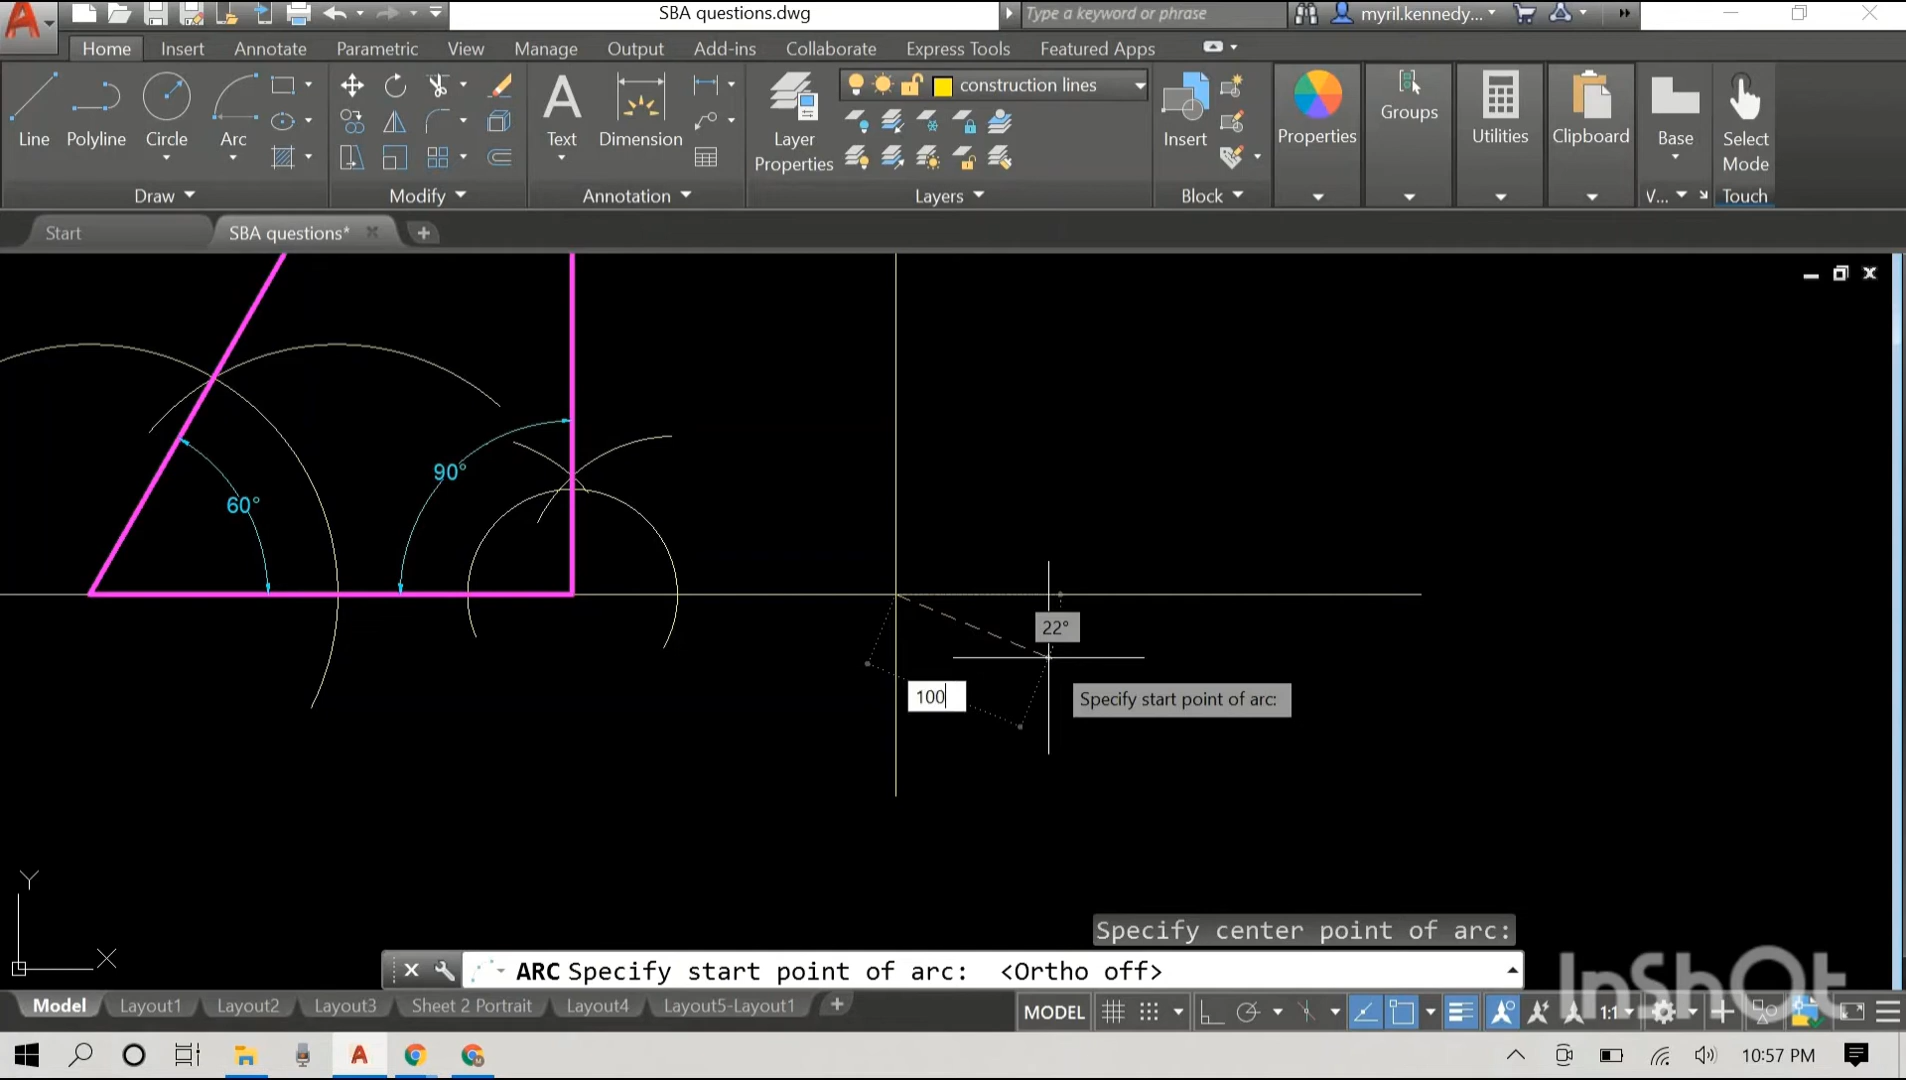 SBA questions.dwg
Type a keyword or phrase
myril.kennedy...
Home Insert Annotate Parametric View Manage Output Add-ins Collaborate Express Tools Featured Apps
Line Polyline Circle Arc
Text Dimension
Layer Properties
construction lines
Insert
Properties
Groups
Utilities
Clipboard
Base
Select Mode
Draw Modify Annotation Layers Block V... Touch
Start SBA questions*
60°
90°
22°
100
Specify start point of arc:
Y
X
Specify center point of arc:
ARC Specify start point of arc: <Ortho off>
InShOt
Model Layout1 Layout2 Layout3 Sheet 2 Portrait Layout4 Layout5-Layout1
MODEL
1:1
10:57 PM